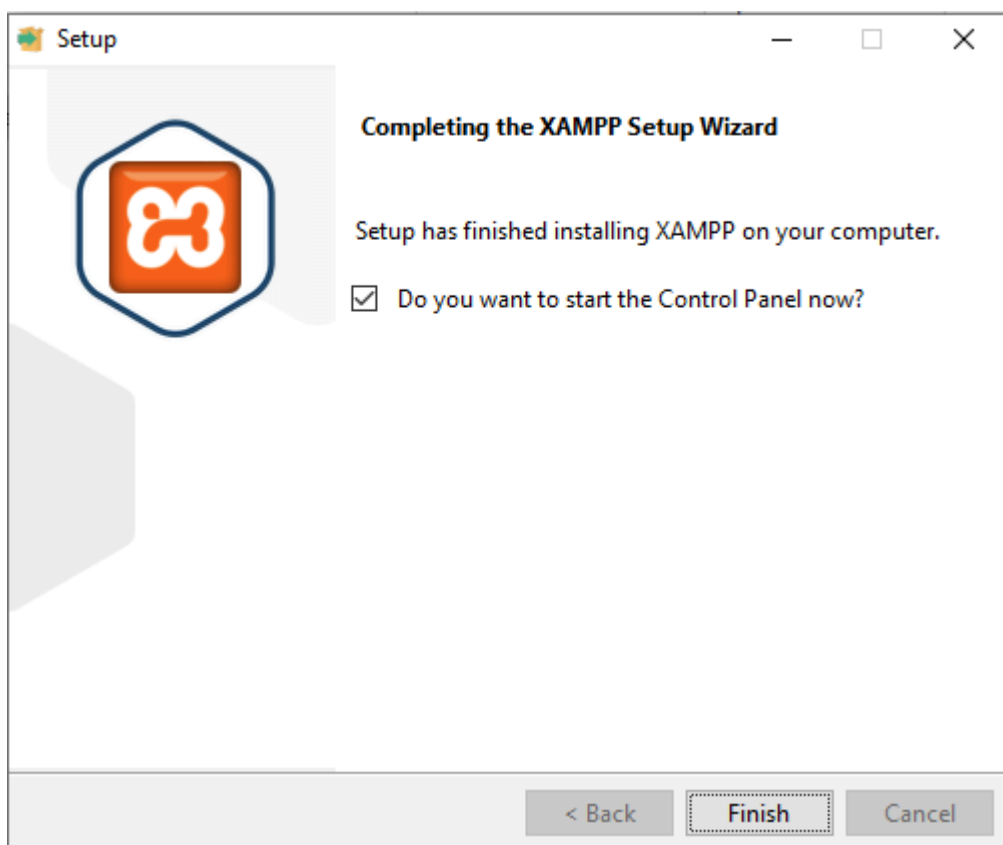 Setup
Completing the XAMPP Setup Wizard
Setup has finished installing XAMPP on your computer.
Do you want to start the Control Panel now?
< Back
Finish
Cancel